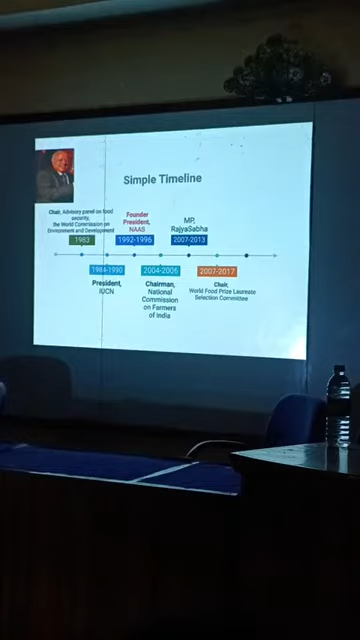 Simple Timeline
Chair, Advisory panel on food
security,
the World Commission on
Environment and Development
1983
Founder
President,
NAAS
1992-1996
MP,
RajyaSabha
2007-2013
1984-1990
President,
IUCN
2004-2006
Chairman,
National
Commission
on Farmers
of India
2007-2017
Chair,
World Food Prize Laureate
Selection Committee